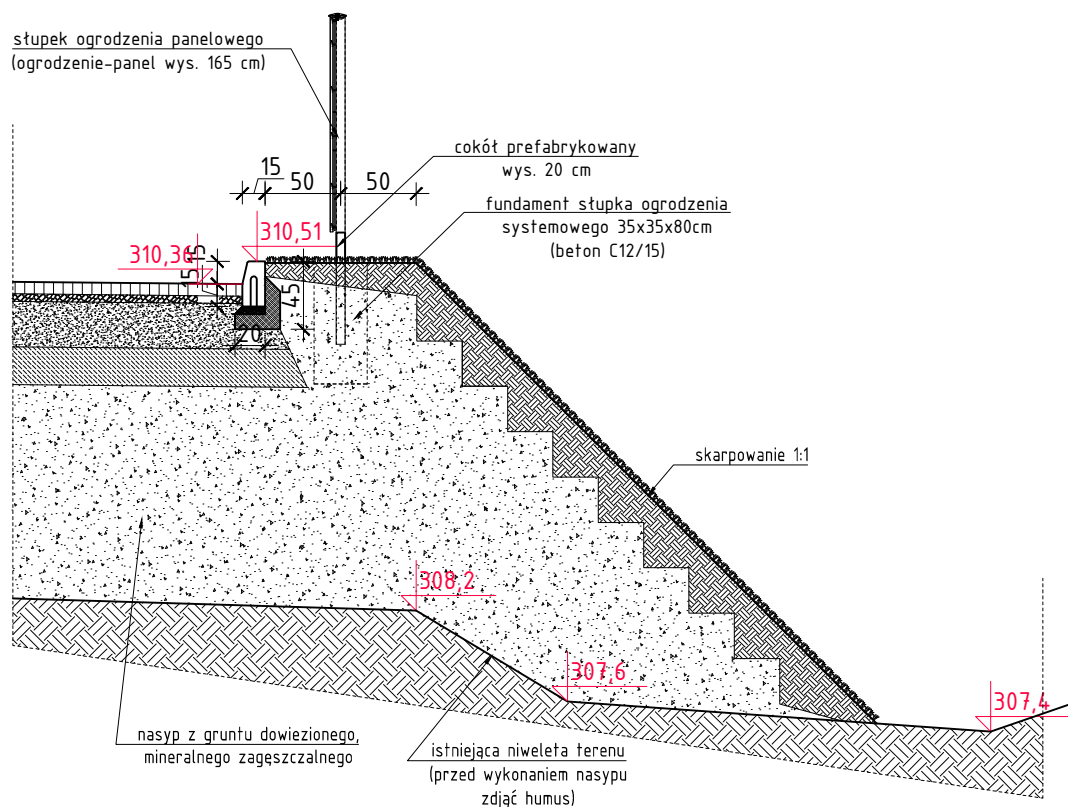 słupek ogrodzenia panelowego
(ogrodzenie-panel wys. 165 cm)
cokół prefabrykowany
wys. 20 cm
15
50
50
fundament słupka ogrodzenia
systemowego 35x35x80cm
(beton C12/15)
310,51
310,36
15
15
45
20
skarpowanie 1:1
308,2
307,6
307,4
nasyp z gruntu dowiezionego,
mineralnego zagęszczalnego
istniejąca niweleta terenu
(przed wykonaniem nasypu
zdjąć humus)